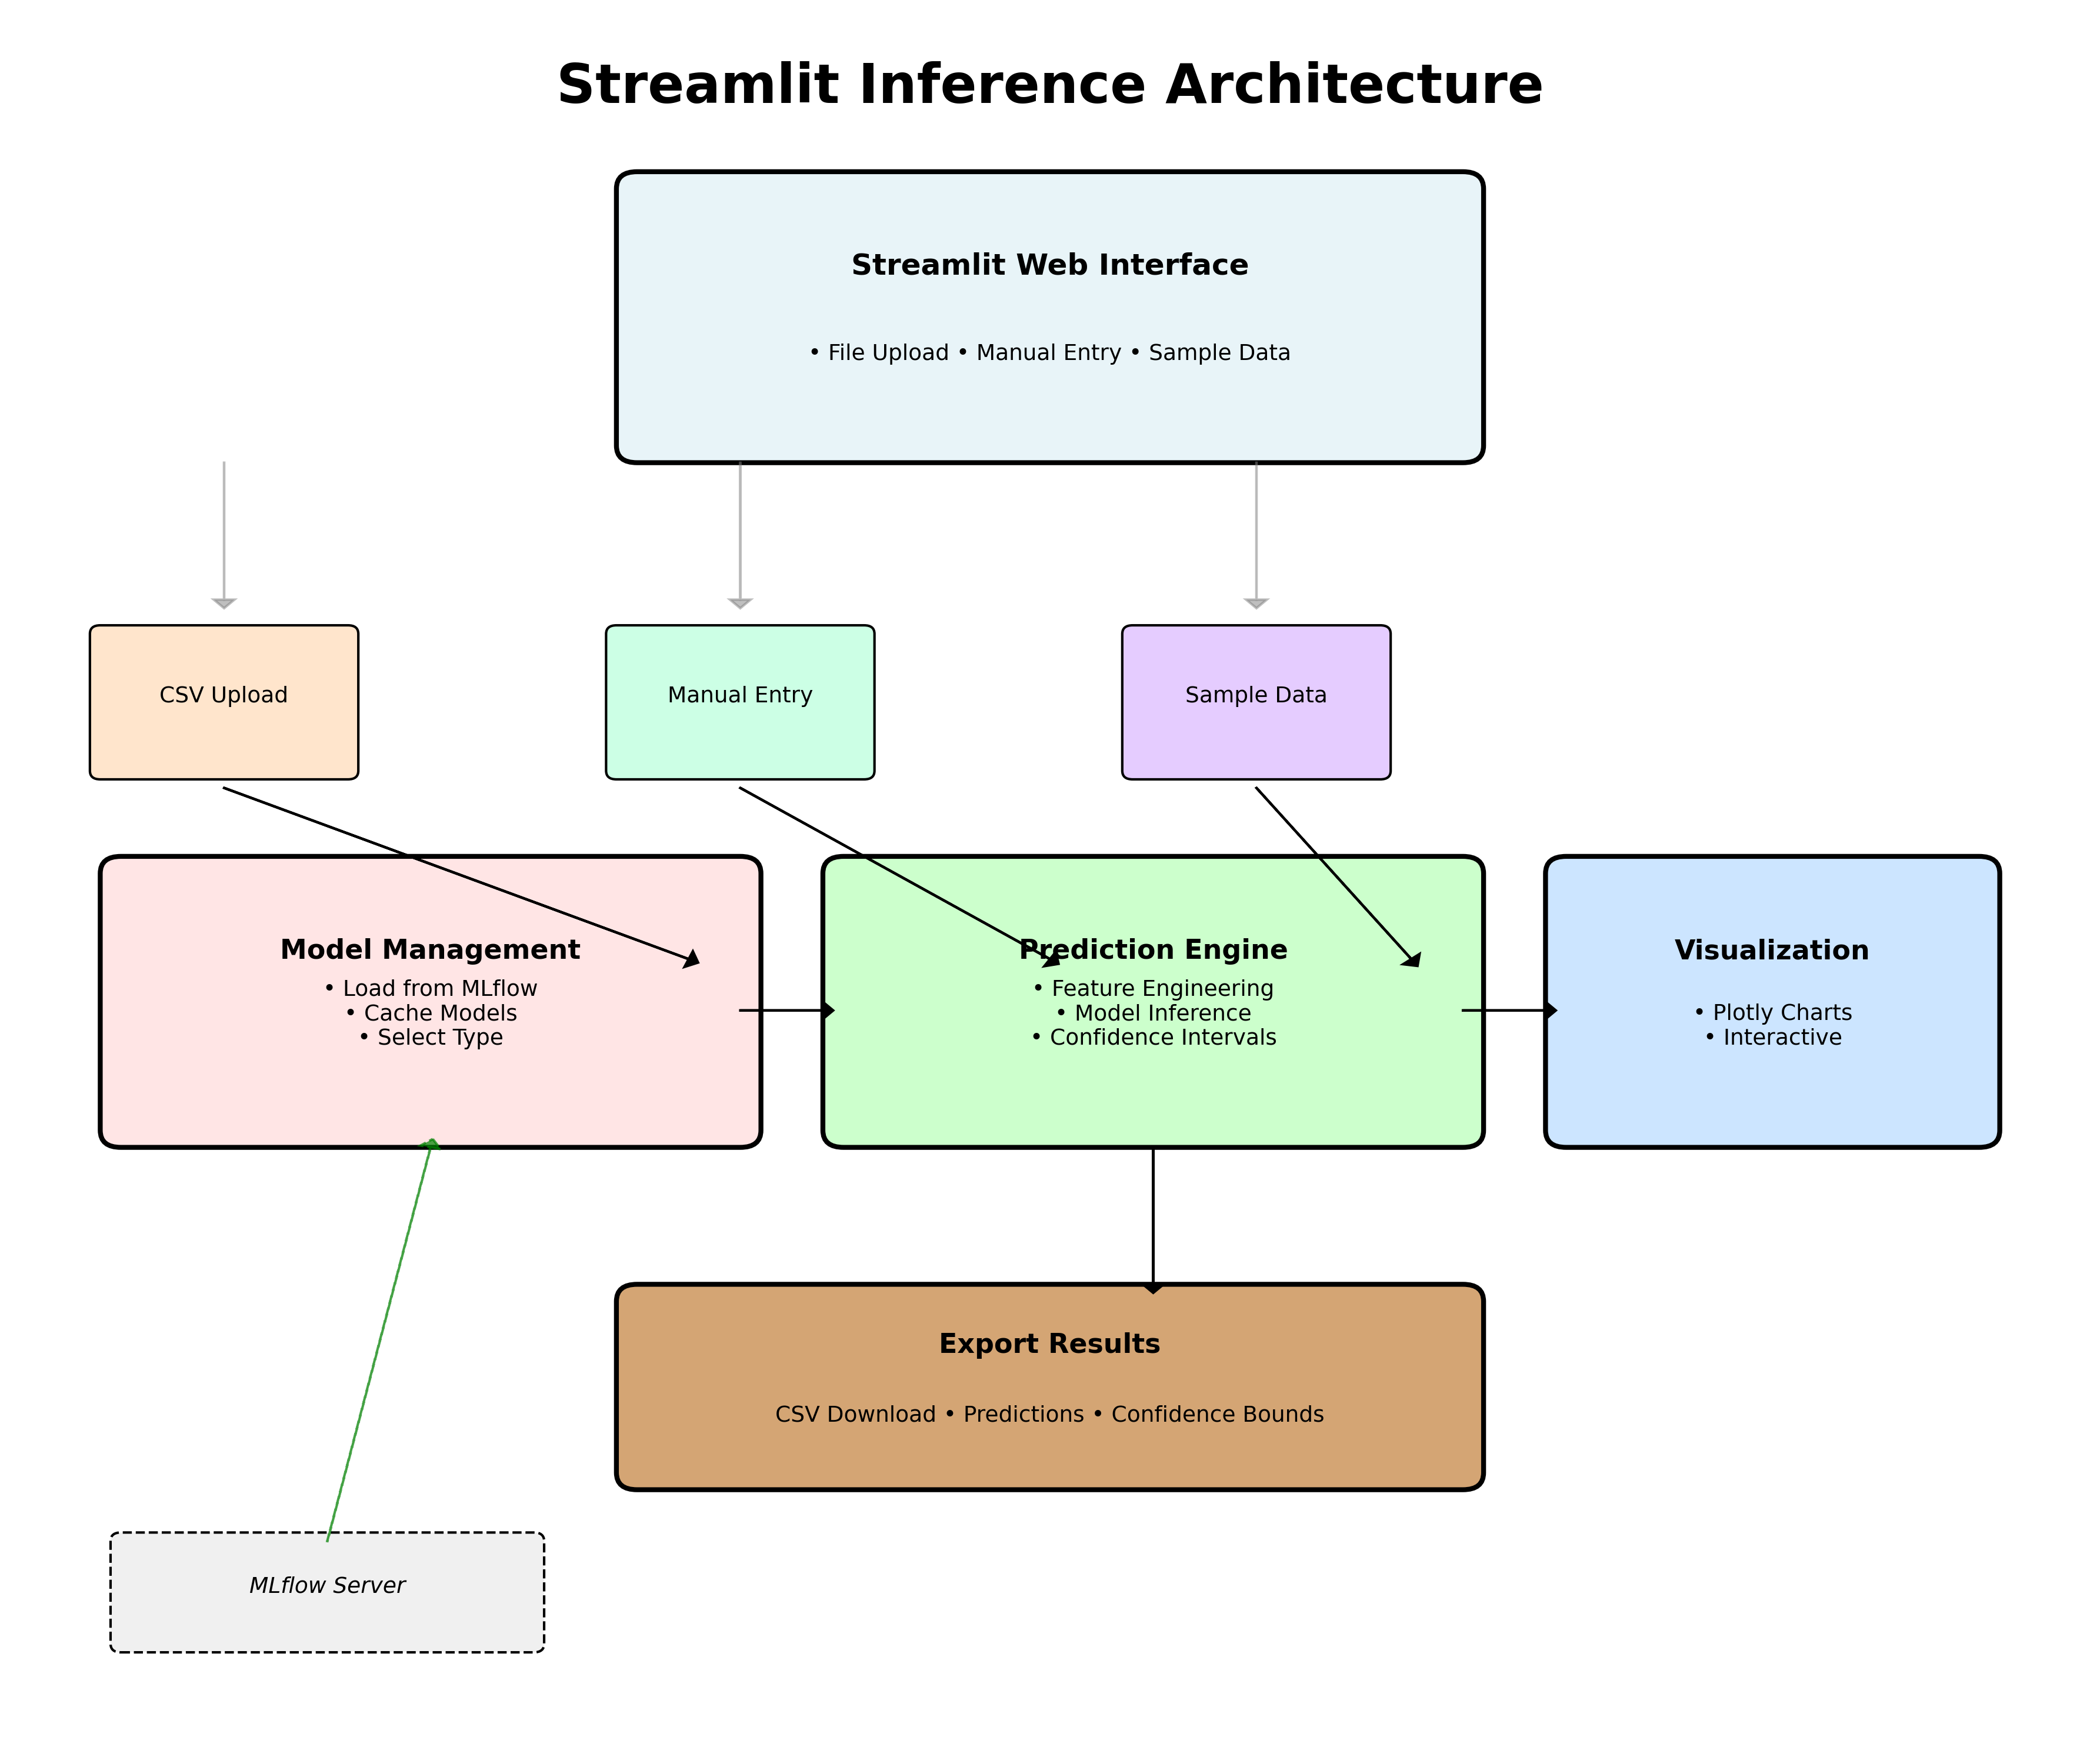 Streamlit Inference Architecture
Streamlit Web Interface
• File Upload • Manual Entry • Sample Data
CSV Upload
Manual Entry
Sample Data
Model Management
• Load from MLflow
• Cache Models
• Select Type
Prediction Engine
• Feature Engineering
• Model Inference
• Confidence Intervals
Visualization
• Plotly Charts
• Interactive
Export Results
CSV Download • Predictions • Confidence Bounds
MLflow Server